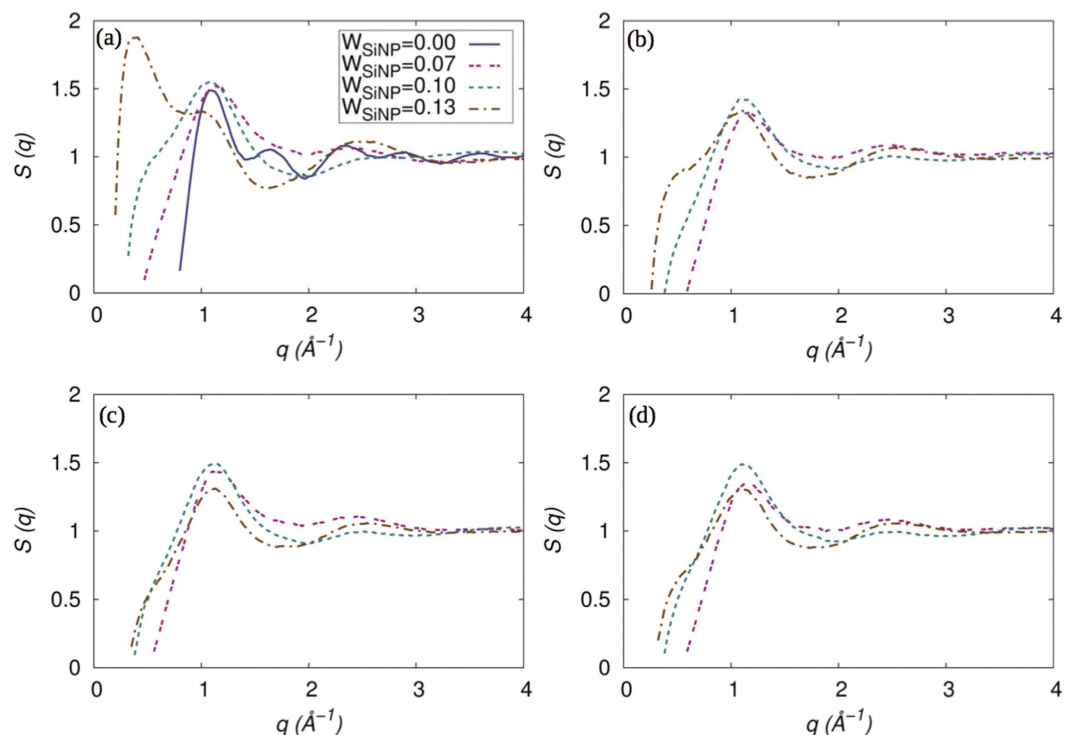 (a)
2
1.5
1
0.5
0
S (q)
W_SiNP=0.00
W_SiNP=0.07
W_SiNP=0.10
W_SiNP=0.13
0 1 2 3 4
q (Å⁻¹)
(b)
2
1.5
1
0.5
0
S (q)
0 1 2 3 4
q (Å⁻¹)
(c)
2
1.5
1
0.5
0
S (q)
0 1 2 3 4
q (Å⁻¹)
(d)
2
1.5
1
0.5
0
S (q)
0 1 2 3 4
q (Å⁻¹)